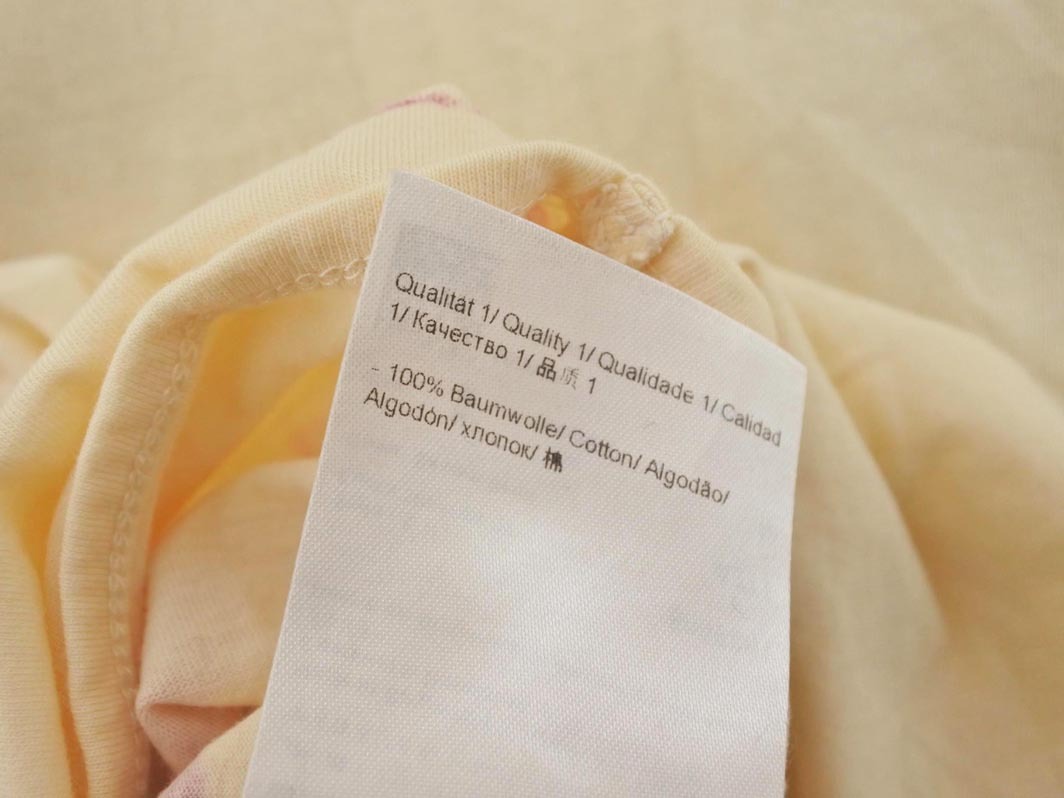 Qualität 1/ Quality 1/ Qualidade 1/ Calidad
1/ Качество 1/ 品质 1
- 100% Baumwolle/ Cotton/ Algodão/
Algodón/ хлопок/ 棉